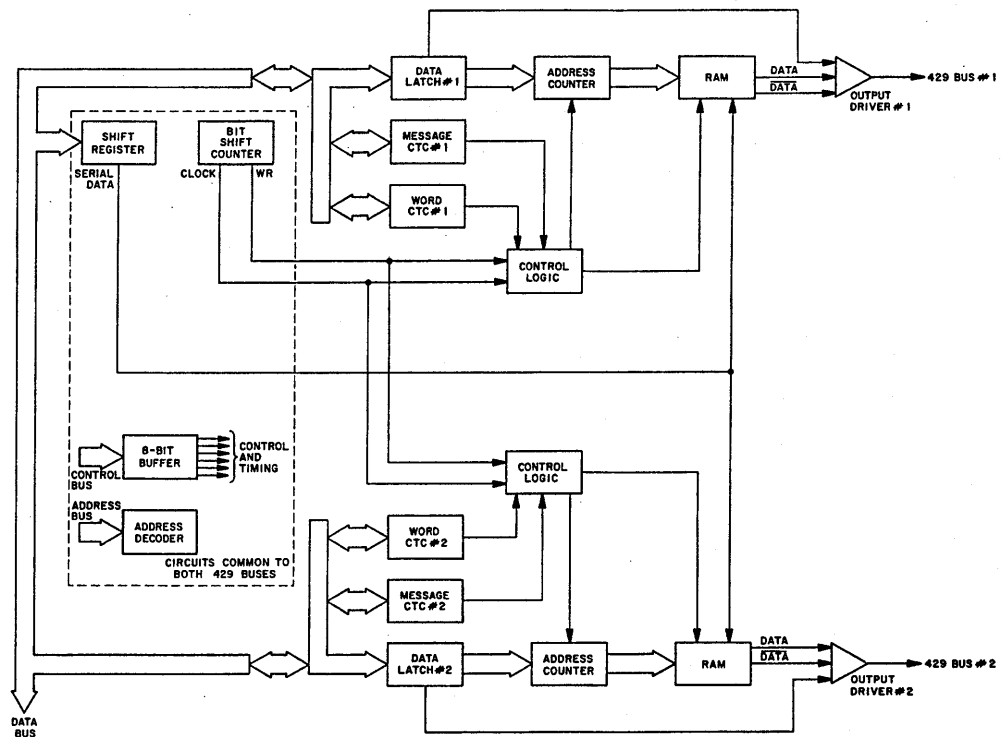 DATA
LATCH#1
ADDRESS
COUNTER
RAM
DATA
DATA
429 BUS #1
OUTPUT
DRIVER #1
SHIFT
REGISTER
SERIAL
DATA
BIT
SHIFT
COUNTER
CLOCK
WR
MESSAGE
CTC#1
WORD
CTC#1
CONTROL
LOGIC
8-BIT
BUFFER
CONTROL
BUS
CONTROL
AND
TIMING
ADDRESS
BUS
ADDRESS
DECODER
CIRCUITS COMMON TO
BOTH 429 BUSES
CONTROL
LOGIC
WORD
CTC#2
MESSAGE
CTC#2
DATA
LATCH#2
ADDRESS
COUNTER
RAM
DATA
DATA
429 BUS #2
OUTPUT
DRIVER #2
DATA
BUS